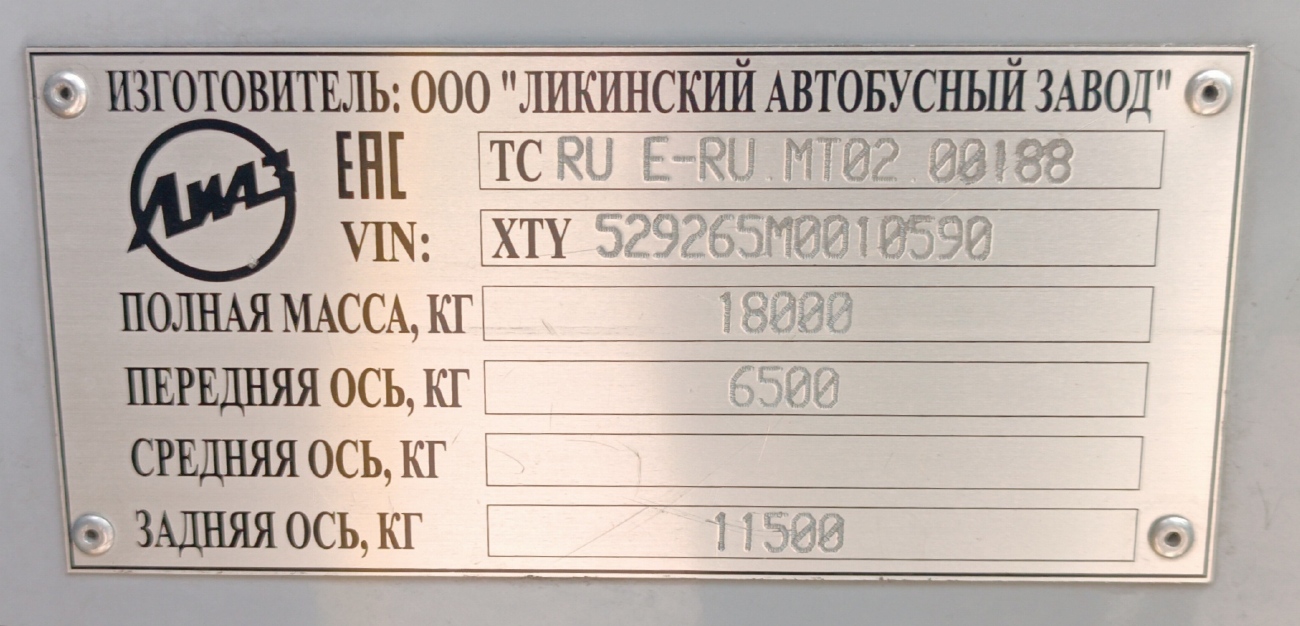 ИЗГОТОВИТЕЛЬ: ООО "ЛИКИНСКИЙ АВТОБУСНЫЙ ЗАВОД"
ЛиАЗ
ЕАС
ТС RU E-RU.MT02.00188
VIN: XTY 529265M0010590
ПОЛНАЯ МАССА, КГ 18000
ПЕРЕДНЯЯ ОСЬ, КГ 6500
СРЕДНЯЯ ОСЬ, КГ
ЗАДНЯЯ ОСЬ, КГ 11500